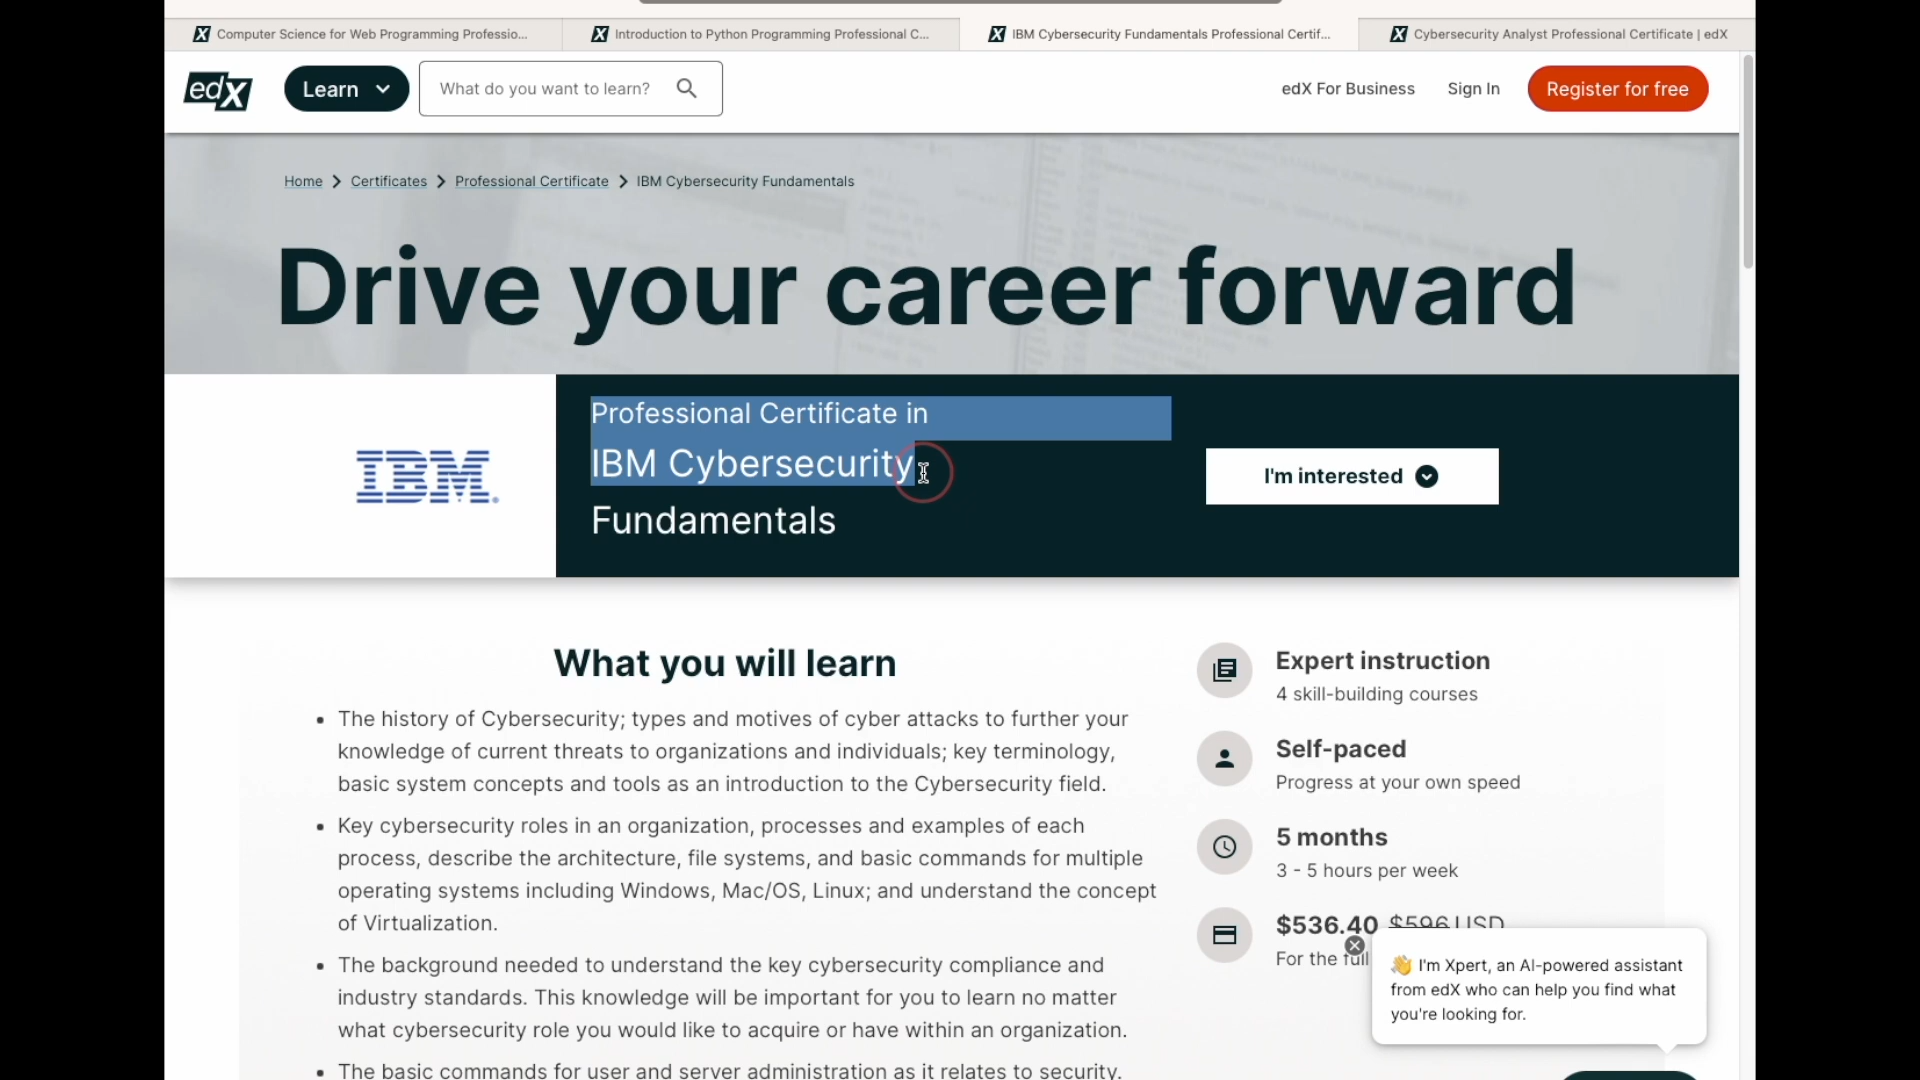 Computer Science for Web Programming Professio...
Introduction to Python Programming Professional C...
IBM Cybersecurity Fundamentals Professional Certif...
Cybersecurity Analyst Professional Certificate | edX
edX
Learn
What do you want to learn?
edX For Business
Sign In
Register for free
Home > Certificates > Professional Certificate > IBM Cybersecurity Fundamentals
Drive your career forward
IBM
Professional Certificate in
IBM Cybersecurity
Fundamentals
I'm interested
What you will learn
• The history of Cybersecurity; types and motives of cyber attacks to further your
knowledge of current threats to organizations and individuals; key terminology,
basic system concepts and tools as an introduction to the Cybersecurity field.
• Key cybersecurity roles in an organization, processes and examples of each
process, describe the architecture, file systems, and basic commands for multiple
operating systems including Windows, Mac/OS, Linux; and understand the concept
of Virtualization.
• The background needed to understand the key cybersecurity compliance and
industry standards. This knowledge will be important for you to learn no matter
what cybersecurity role you would like to acquire or have within an organization.
• The basic commands for user and server administration as it relates to security.
Expert instruction
4 skill-building courses
Self-paced
Progress at your own speed
5 months
3 - 5 hours per week
$536.40 $596 USD
For the full
👋 I'm Xpert, an AI-powered assistant
from edX who can help you find what
you're looking for.